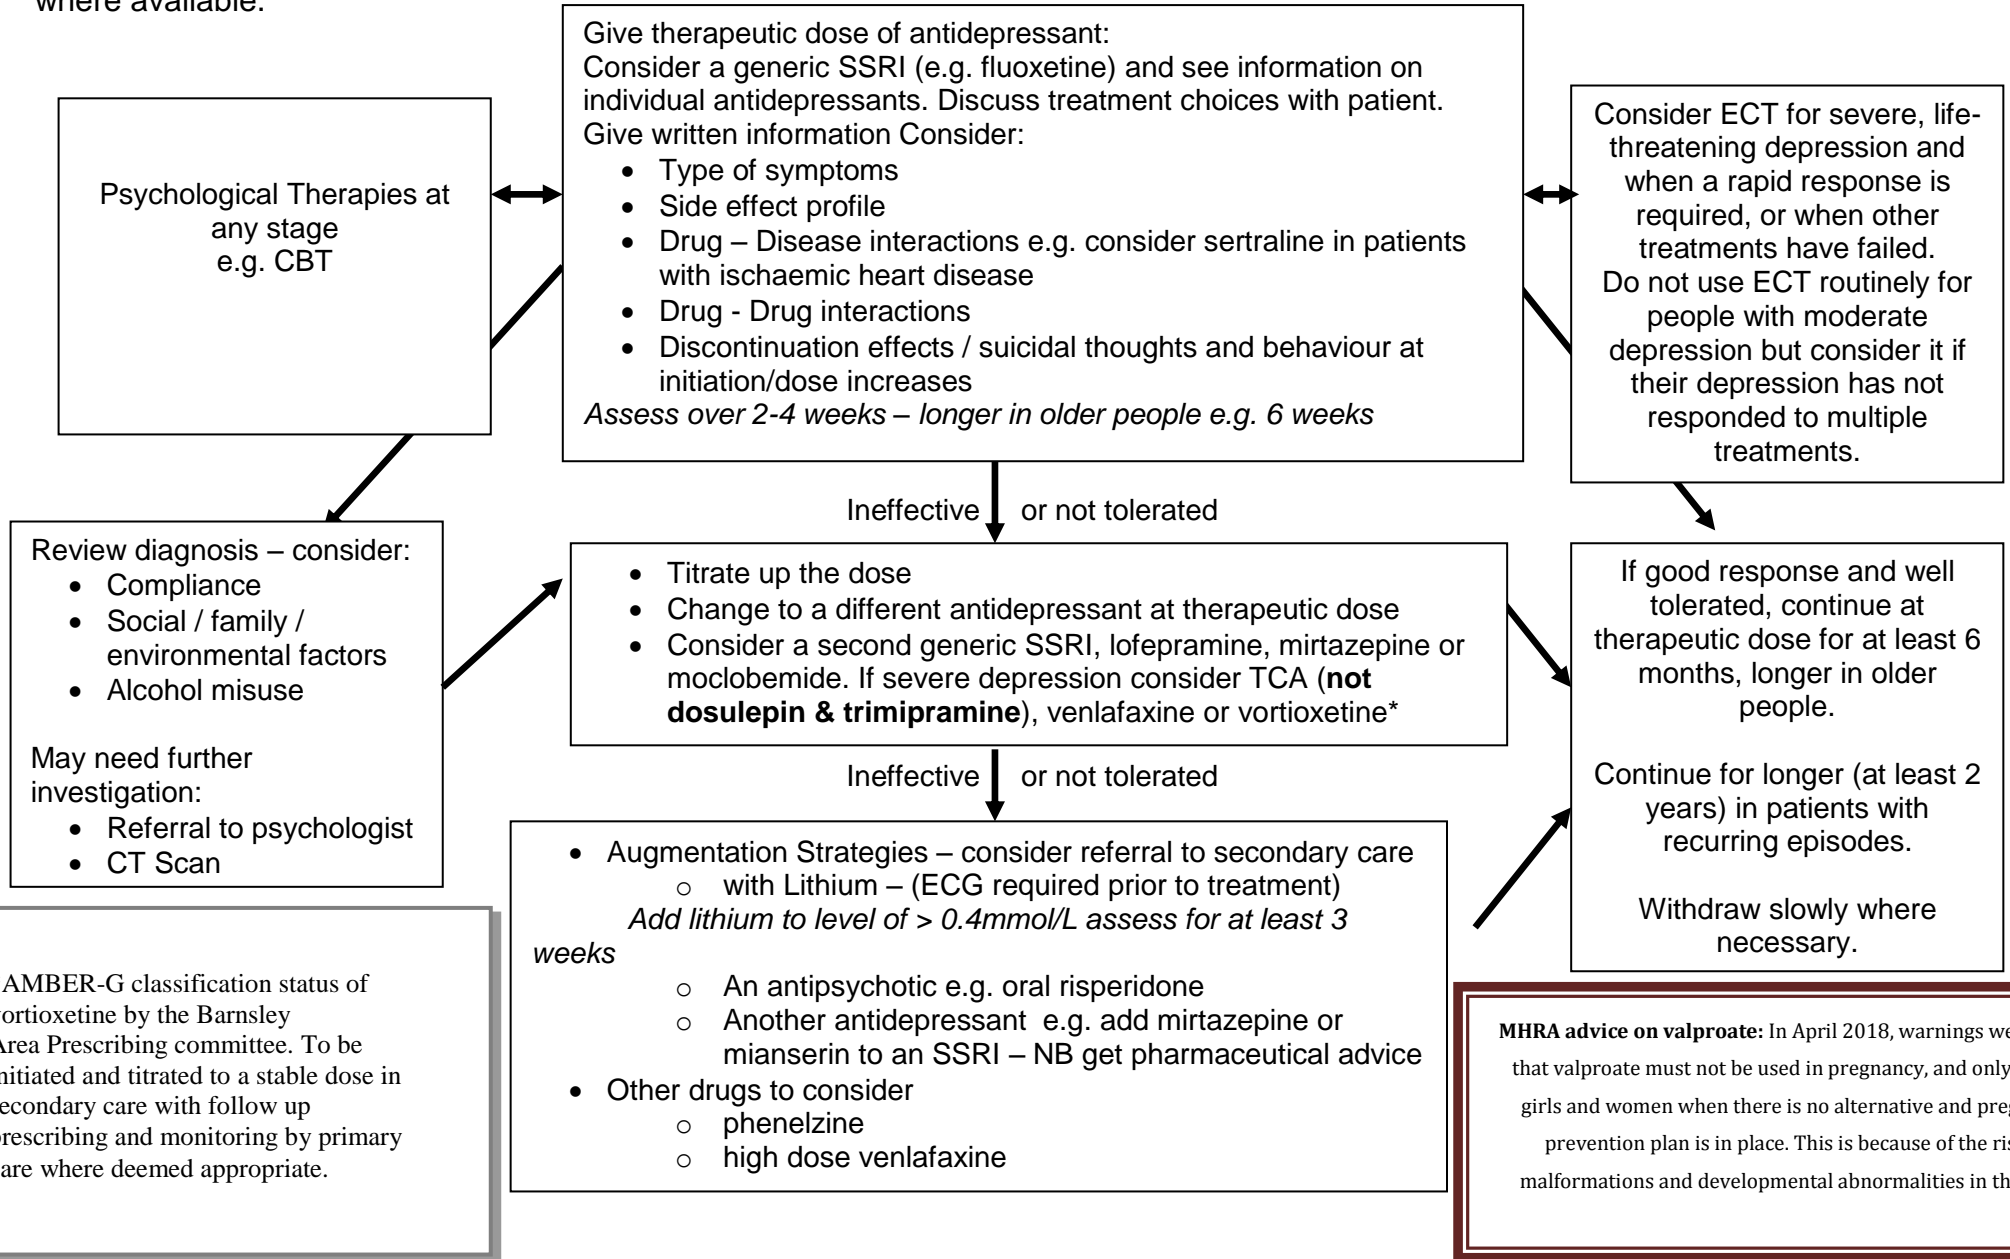 where available.
Give therapeutic dose of antidepressant:
Consider a generic SSRI (e.g. fluoxetine) and see information on
individual antidepressants. Discuss treatment choices with patient.
Give written information Consider:
• Type of symptoms
• Side effect profile
• Drug – Disease interactions e.g. consider sertraline in patients
with ischaemic heart disease
• Drug - Drug interactions
• Discontinuation effects / suicidal thoughts and behaviour at
initiation/dose increases
Assess over 2-4 weeks – longer in older people e.g. 6 weeks
Psychological Therapies at
any stage
e.g. CBT
Consider ECT for severe, life-
threatening depression and
when a rapid response is
required, or when other
treatments have failed.
Do not use ECT routinely for
people with moderate
depression but consider it if
their depression has not
responded to multiple
treatments.
Ineffective or not tolerated
Review diagnosis – consider:
• Compliance
• Social / family /
environmental factors
• Alcohol misuse
May need further
investigation:
• Referral to psychologist
• CT Scan
• Titrate up the dose
• Change to a different antidepressant at therapeutic dose
• Consider a second generic SSRI, lofepramine, mirtazepine or
moclobemide. If severe depression consider TCA (not
dosulepin & trimipramine), venlafaxine or vortioxetine*
If good response and well
tolerated, continue at
therapeutic dose for at least 6
months, longer in older
people.
Continue for longer (at least 2
years) in patients with
recurring episodes.
Withdraw slowly where
necessary.
Ineffective or not tolerated
• Augmentation Strategies – consider referral to secondary care
o with Lithium – (ECG required prior to treatment)
Add lithium to level of > 0.4mmol/L assess for at least 3
weeks
o An antipsychotic e.g. oral risperidone
o Another antidepressant e.g. add mirtazepine or
mianserin to an SSRI – NB get pharmaceutical advice
• Other drugs to consider
o phenelzine
o high dose venlafaxine
AMBER-G classification status of
vortioxetine by the Barnsley
Area Prescribing committee. To be
initiated and titrated to a stable dose in
secondary care with follow up
prescribing and monitoring by primary
care where deemed appropriate.
MHRA advice on valproate: In April 2018, warnings
that valproate must not be used in pregnancy, and only
girls and women when there is no alternative and
prevention plan is in place. This is because of the
malformations and developmental abnormalities in